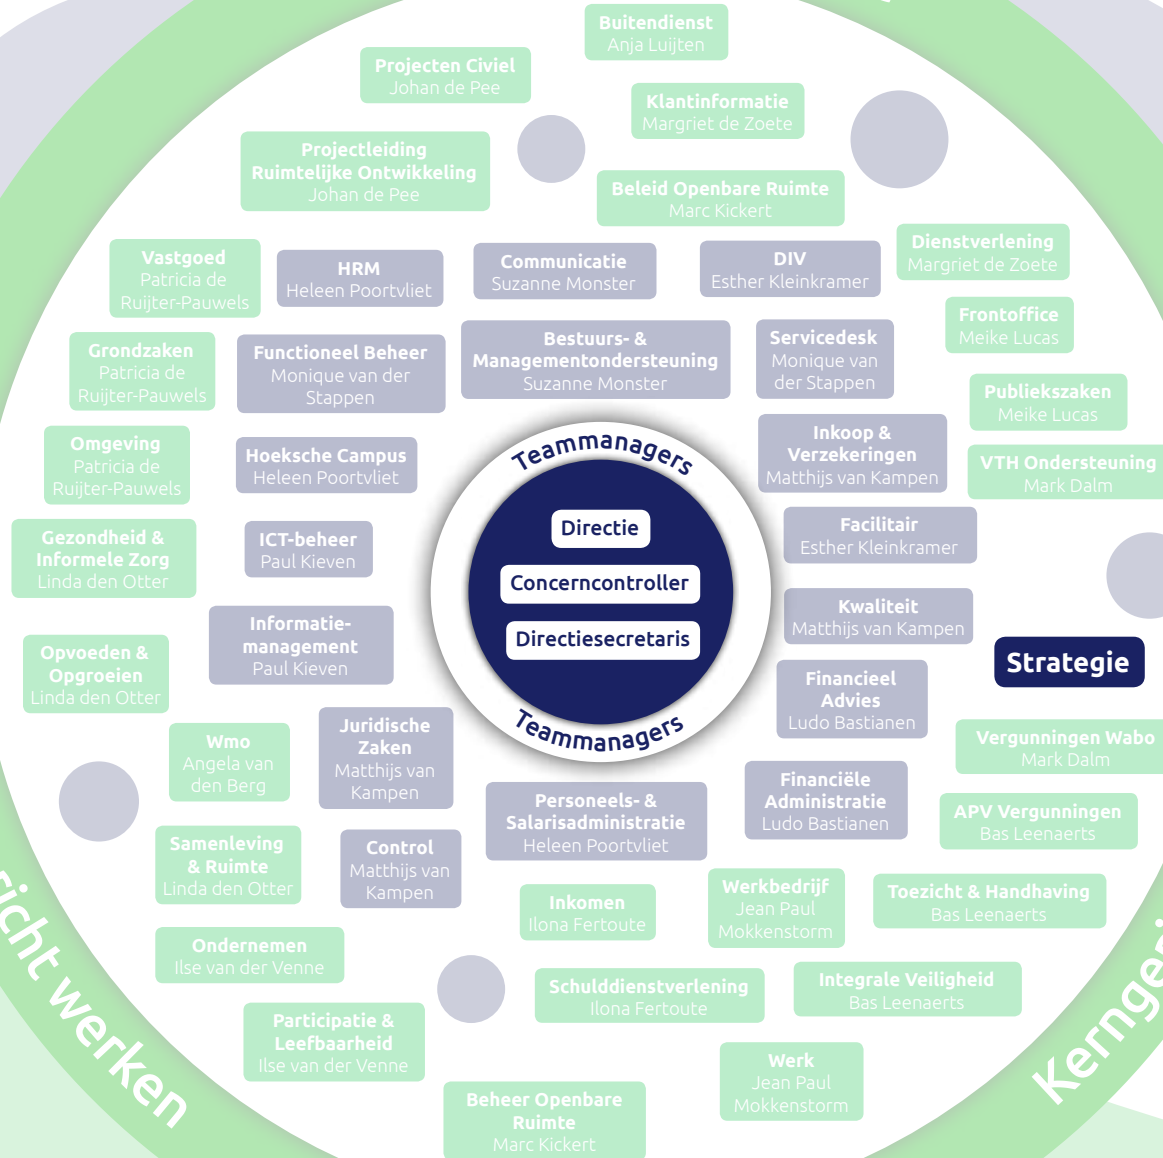 Buitendienst
Anja Luijten
Projecten Civiel
Johan de Pee
Klantinformatie
Margriet de Zoete
Projectleiding
Ruimtelijke Ontwikkeling
Johan de Pee
Beleid Openbare Ruimte
Marc Kickert
Dienstverlening
Margriet de Zoete
Vastgoed
Patricia de
Ruijter-Pauwels
HRM
Heleen Poortvliet
Communicatie
Suzanne Monster
DIV
Esther Kleinkramer
Frontoffice
Meike Lucas
Grondzaken
Patricia de
Ruijter-Pauwels
Functioneel Beheer
Monique van der
Stappen
Bestuurs- &
Managementondersteuning
Suzanne Monster
Servicedesk
Monique van
der Stappen
Publiekszaken
Meike Lucas
Omgeving
Patricia de
Ruijter-Pauwels
Hoeksche Campus
Heleen Poortvliet
Teammanagers
Inkoop &
Verzekeringen
Matthijs van Kampen
VTH Ondersteuning
Mark Dalm
Gezondheid &
Informele Zorg
Linda den Otter
ICT-beheer
Paul Kieven
Directie
Concerncontroller
Directiesecretaris
Facilitair
Esther Kleinkramer
Kwaliteit
Matthijs van Kampen
Informatie-
management
Paul Kieven
Opvoeden &
Opgroeien
Linda den Otter
Strategie
Financieel
Advies
Ludo Bastianen
Teammanagers
Juridische
Zaken
Matthijs van
Kampen
Wmo
Angela van
den Berg
Vergunningen Wabo
Mark Dalm
Personeels- &
Salarisadministratie
Heleen Poortvliet
Financiële
Administratie
Ludo Bastianen
APV Vergunningen
Bas Leenaerts
Samenleving
& Ruimte
Linda den Otter
Control
Matthijs van
Kampen
Inkomen
Ilona Fertoute
Werkbedrijf
Jean Paul
Mokkenstorm
Toezicht & Handhaving
Bas Leenaerts
Ondernemen
Ilse van der Venne
Schulddienstverlening
Ilona Fertoute
Integrale Veiligheid
Bas Leenaerts
Participatie &
Leefbaarheid
Ilse van der Venne
Werk
Jean Paul
Mokkenstorm
Beheer Openbare
Ruimte
Marc Kickert
richt werken
Kernger